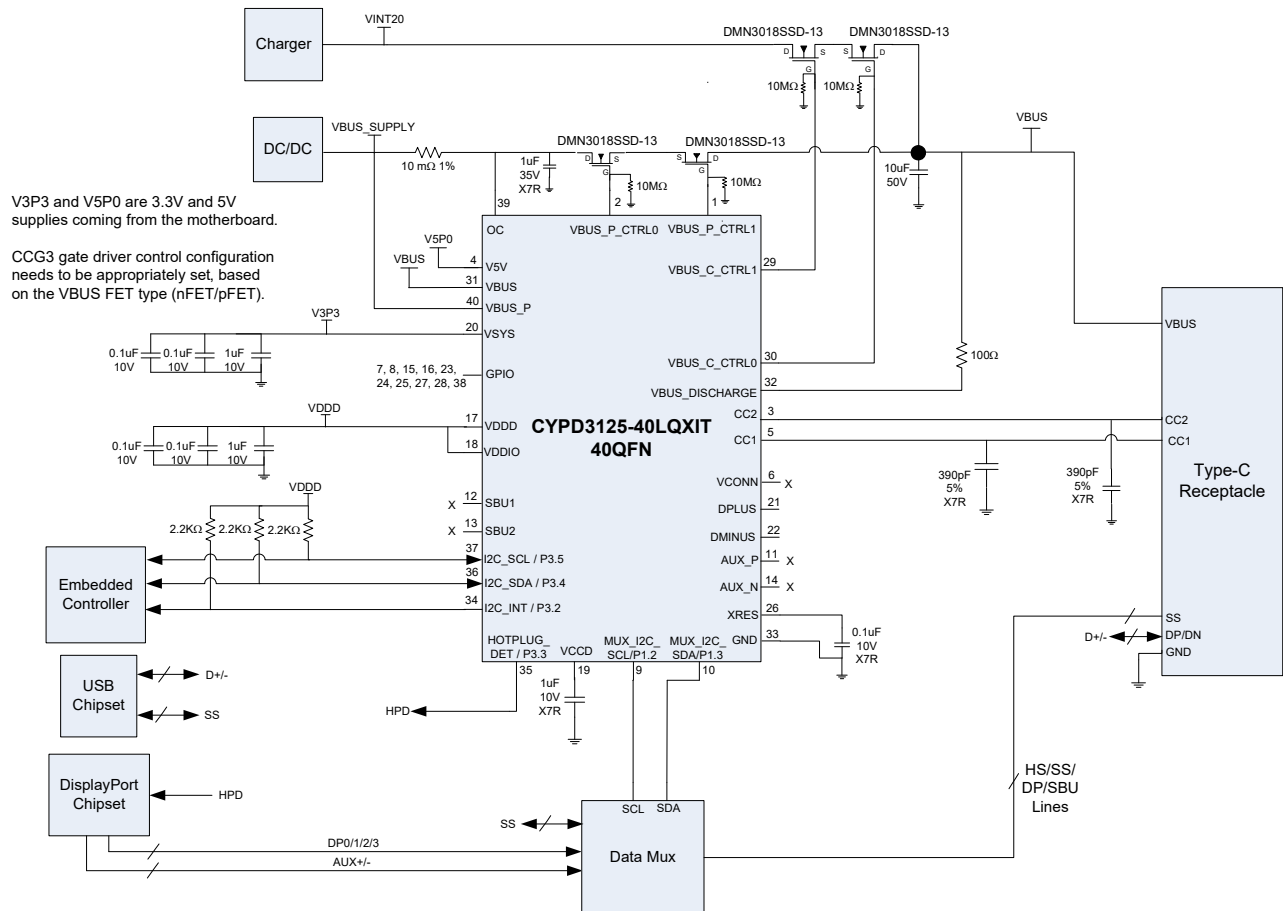 Charger
VINT20
DMN3018SSD-13
DMN3018SSD-13
D
S
G
S
D
G
10MΩ
10MΩ
DC/DC
VBUS_SUPPLY
10 mΩ 1%
1uF
35V
X7R
DMN3018SSD-13
DMN3018SSD-13
D
S
G
S
D
G
10MΩ
10MΩ
VBUS
10uF
50V
V3P3 and V5P0 are 3.3V and 5V
supplies coming from the motherboard.
CCG3 gate driver control configuration
needs to be appropriately set, based
on the VBUS FET type (nFET/pFET).
39
2
1
OC
VBUS_P_CTRL0
VBUS_P_CTRL1
V5P0
4
V5V
VBUS
31
VBUS
40
VBUS_P
V3P3
20
VSYS
0.1uF
10V
0.1uF
10V
1uF
10V
7, 8, 15, 16, 23,
24, 25, 27, 28, 38
GPIO
VDDD
17
VDDD
18
VDDIO
0.1uF
10V
0.1uF
10V
1uF
10V
29
VBUS_C_CTRL1
30
VBUS_C_CTRL0
32
VBUS_DISCHARGE
100Ω
3
CC2
5
CC1
CYPD3125-40LQXIT
40QFN
390pF
5%
X7R
390pF
5%
X7R
VBUS
CC2
CC1
Type-C
Receptacle
SS
D+/-
DP/DN
GND
X
12
SBU1
X
13
SBU2
VDDD
2.2KΩ
2.2KΩ
2.2KΩ
37
I2C_SCL / P3.5
36
I2C_SDA / P3.4
34
I2C_INT / P3.2
Embedded
Controller
VCONN
6
X
DPLUS
21
DMINUS
22
AUX_P
11
X
AUX_N
14
X
XRES
26
GND
33
0.1uF
10V
X7R
HOTPLUG_
DET / P3.3
VCCD
MUX_I2C_
SCL/P1.2
MUX_I2C_
SDA/P1.3
35
19
9
10
1uF
10V
X7R
HPD
USB
Chipset
D+/-
SS
DisplayPort
Chipset
HPD
SS
DP0/1/2/3
AUX+/-
SCL
SDA
Data Mux
HS/SS/
DP/SBU
Lines